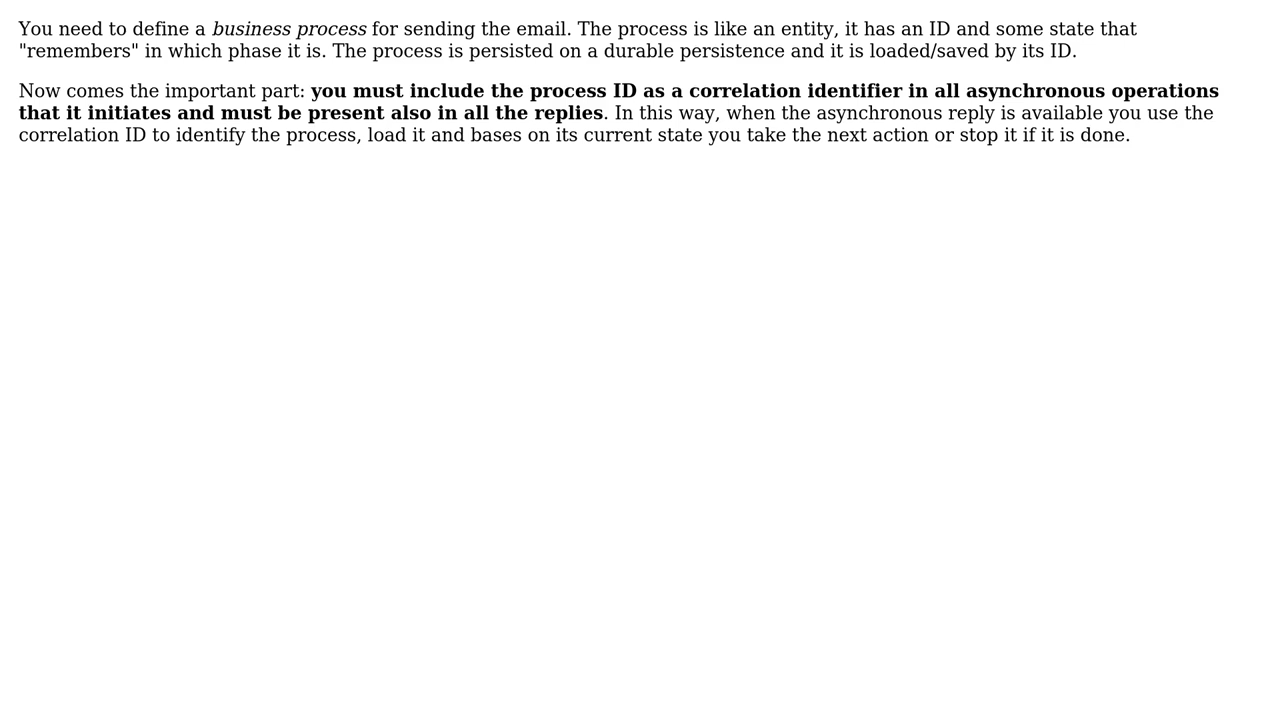 You need to define a business process for sending the email. The process is like an entity, it has an ID and some state that
"remembers" in which phase it is. The process is persisted on a durable persistence and it is loaded/saved by its ID.
Now comes the important part: you must include the process ID as a correlation identifier in all asynchronous operations
that it initiates and must be present also in all the replies. In this way, when the asynchronous reply is available you use the
correlation ID to identify the process, load it and bases on its current state you take the next action or stop it if it is done.